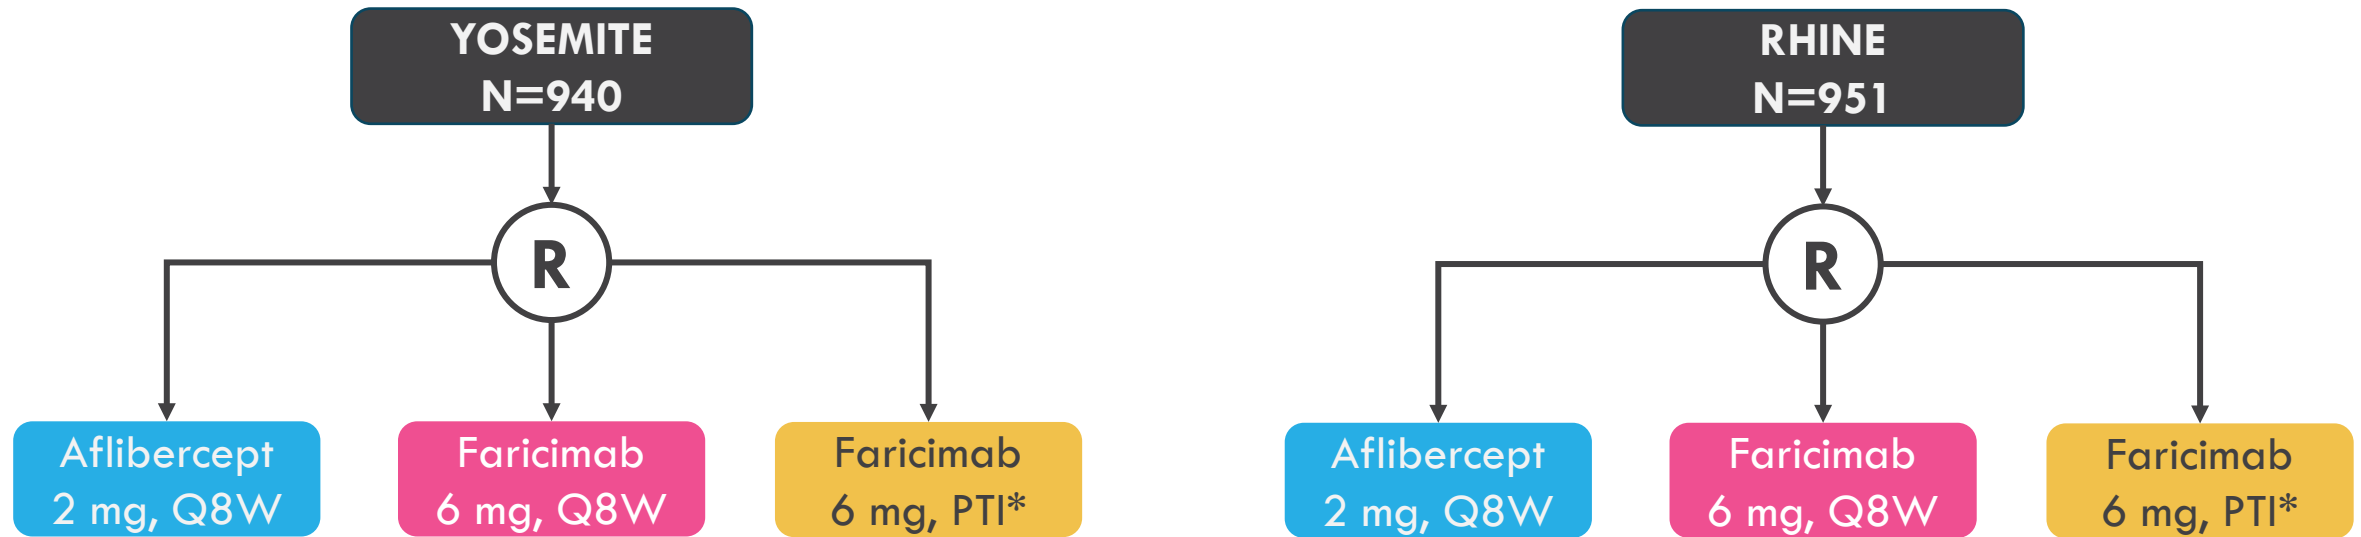 YOSEMITE
N=940
R
Aflibercept
2 mg, Q8W
Faricimab
6 mg, Q8W
Faricimab
6 mg, PTI*
RHINE
N=951
R
Aflibercept
2 mg, Q8W
Faricimab
6 mg, Q8W
Faricimab
6 mg, PTI*